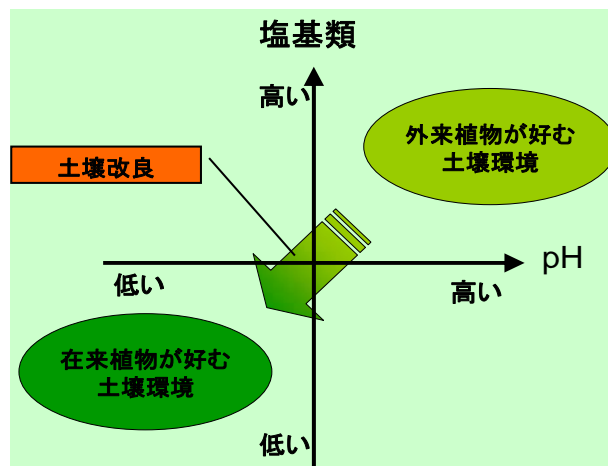 塩基類
高い
外来植物が好む
土壌環境
土壌改良
pH
低い
高い
在来植物が好む
土壌環境
低い